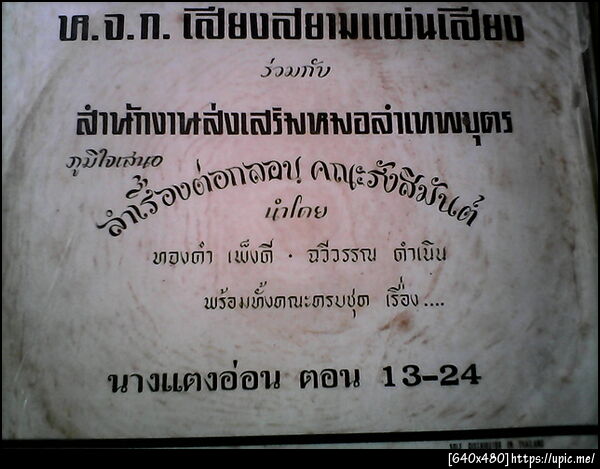 ห.จ.ก. เสียงสยามแผ่นเสียง
ร่วมกับ
สำนักงานส่งเสริมหมอลำเทพบุตร
ภูมิใจเสนอ
ลำเรื่องต่อกลอน คณะรังสิมันต์
นำโดย
ทองคำ เพ็งดี · ฉวีวรรณ ดำเนิน
พร้อมทั้งคณะครบชุด เรื่อง....
นางแตงอ่อน ตอน 13-24
SOLE DISTRIBUTED IN THAILAND
[640x480]https://upic.me/